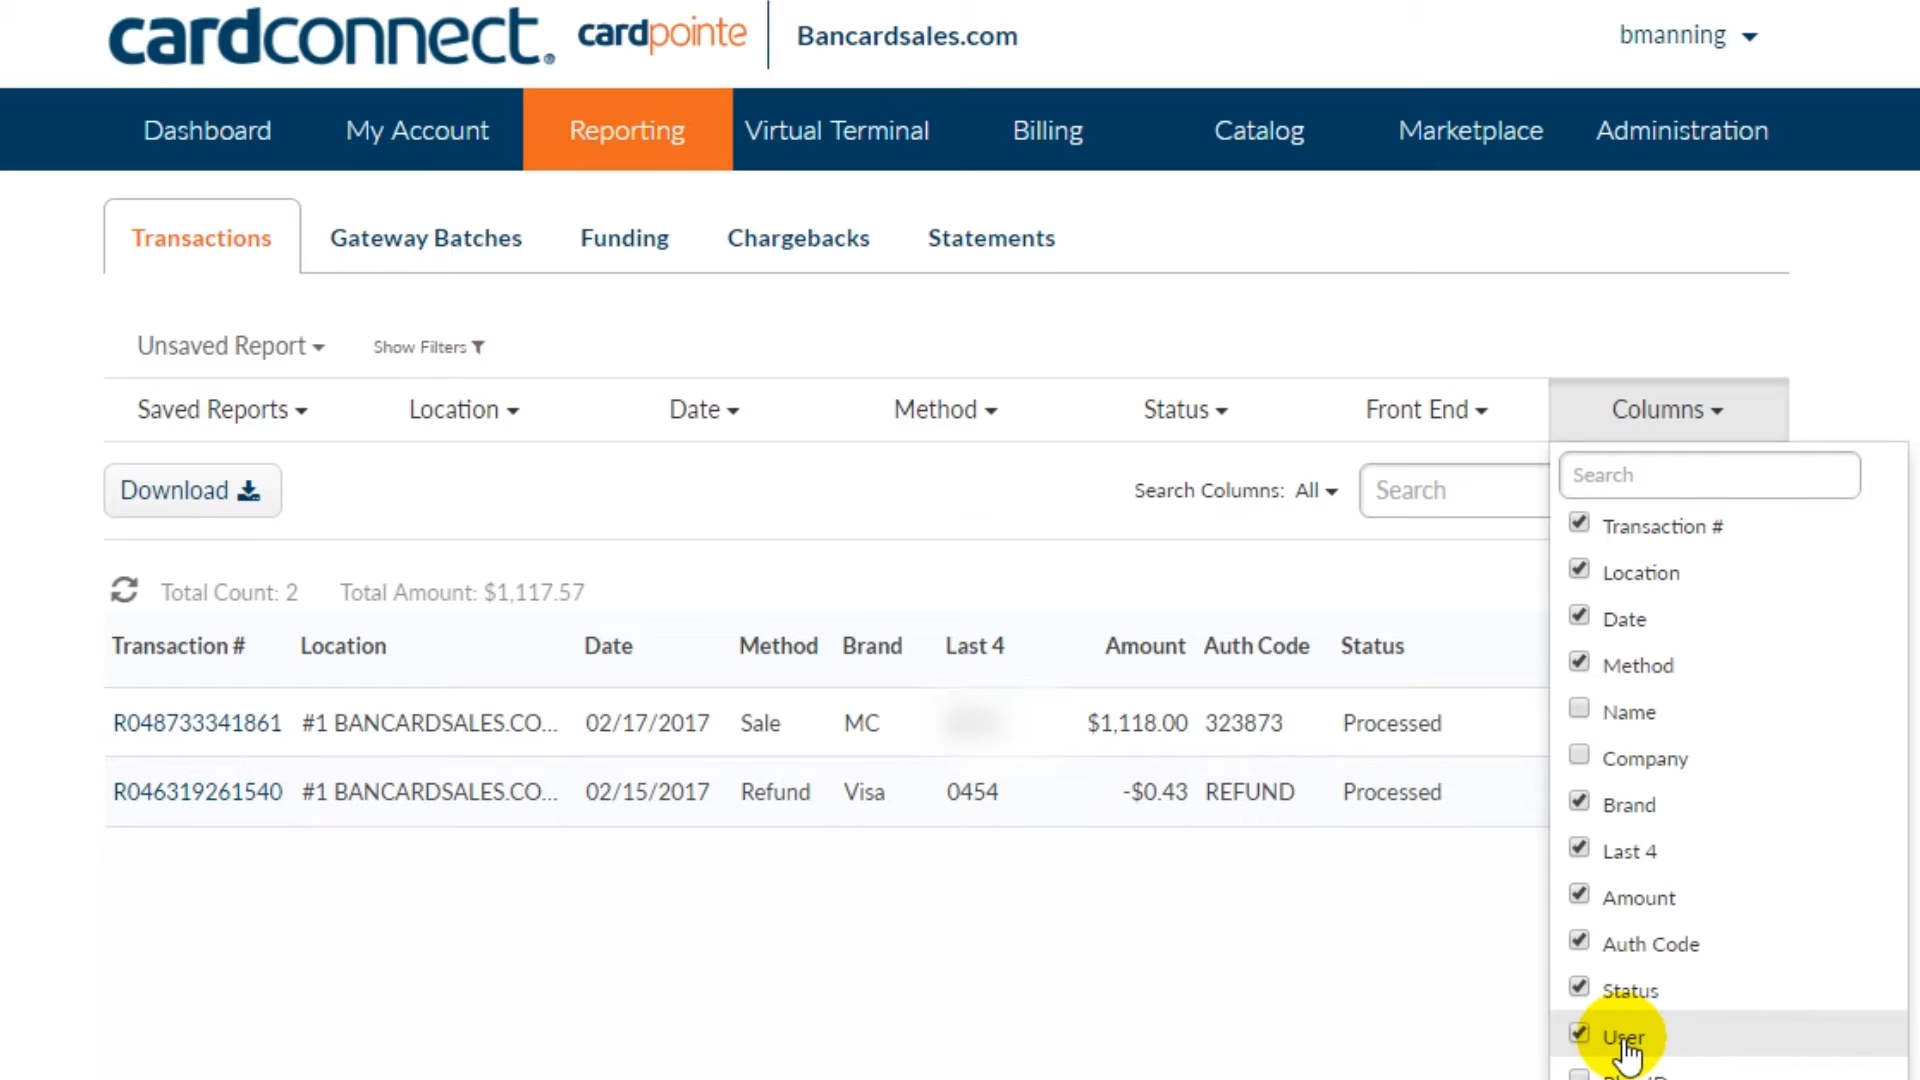 cardconnect. cardpointe Bancardsales.com bmanning
Dashboard My Account Reporting Virtual Terminal Billing Catalog Marketplace Administration
Transactions Gateway Batches Funding Chargebacks Statements
Unsaved Report Show Filters
Saved Reports Location Date Method Status Front End Columns
Download Search Columns: All Search
Search
Transaction #
Location
Date
Method
Name
Company
Brand
Last 4
Amount
Auth Code
Status
User
Total Count: 2 Total Amount: $1,117.57
Transaction # Location Date Method Brand Last 4 Amount Auth Code Status
R048733341861 #1 BANCARDSALES.CO... 02/17/2017 Sale MC $1,118.00 323873 Processed
R046319261540 #1 BANCARDSALES.CO... 02/15/2017 Refund Visa 0454 -$0.43 REFUND Processed